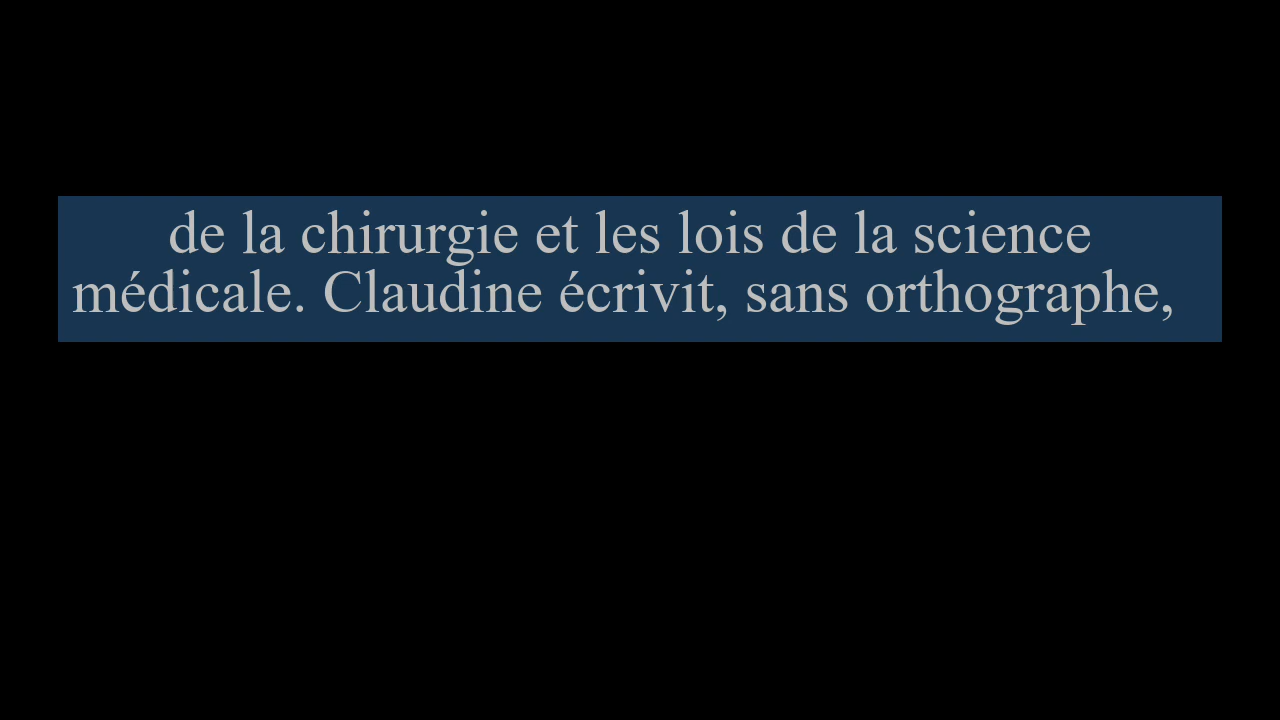 de la chirurgie et les lois de la science
médicale. Claudine écrivit, sans orthographe,